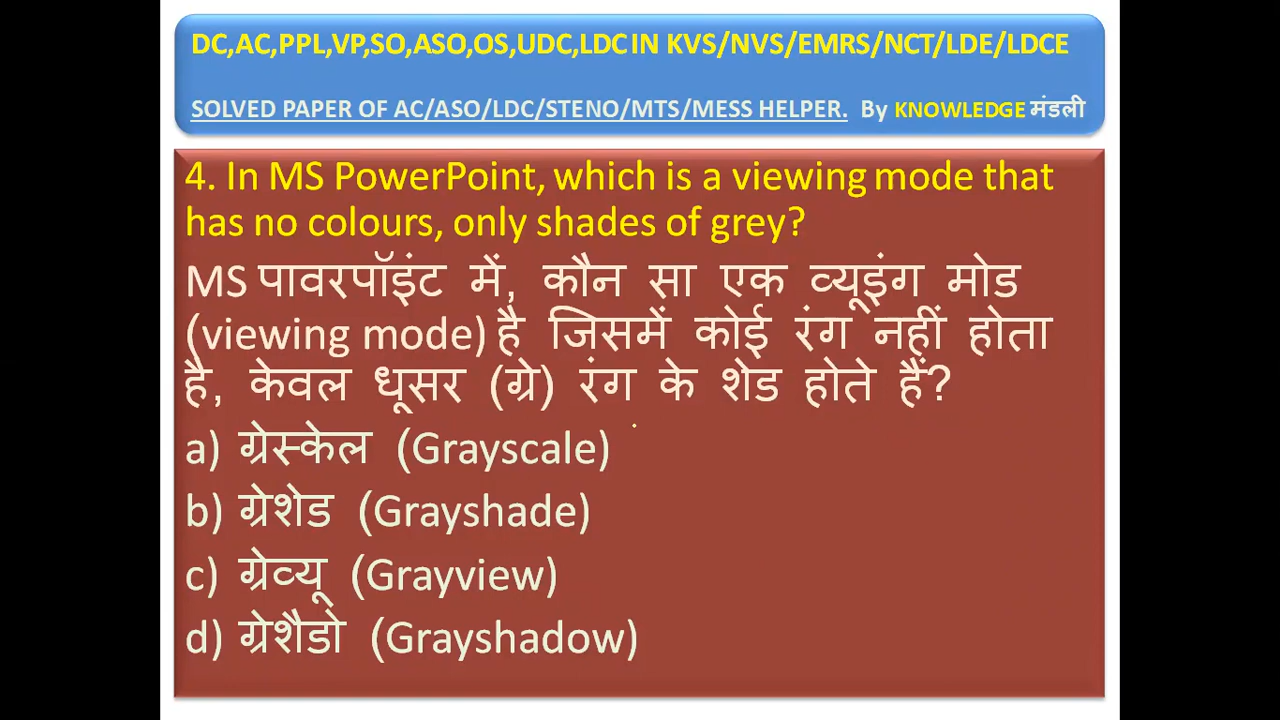 DC,AC,PPL,VP,SO,ASO,OS,UDC,LDC IN KVS/NVS/EMRS/NCT/LDE/LDCE
SOLVED PAPER OF AC/ASO/LDC/STENO/MTS/MESS HELPER. By KNOWLEDGE मंडली
4. In MS PowerPoint, which is a viewing mode that
has no colours, only shades of grey?
MS पावरपॉइंट में, कौन सा एक व्यूइंग मोड
(viewing mode) है जिसमें कोई रंग नहीं होता
है, केवल धूसर (ग्रे) रंग के शेड होते हैं?
a) ग्रेस्केल (Grayscale)
b) ग्रेशेड (Grayshade)
c) ग्रेव्यू (Grayview)
d) ग्रेशैडो (Grayshadow)